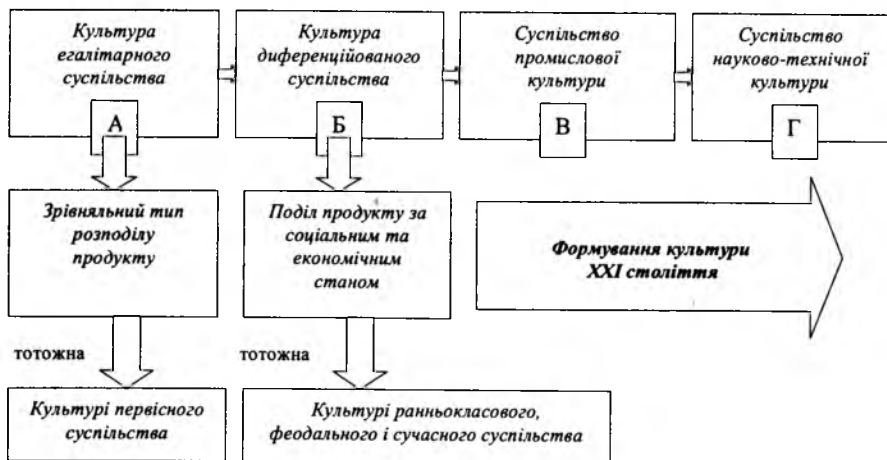 Культура
егалітарного
суспільства
А
Культура
диференційованого
суспільства
Б
Суспільство
промислової
культури
В
Суспільство
науково-технічної
культури
Г
Зрівняльний тип
розподілу
продукту
Поділ продукту за
соціальним та
економічним
станом
Формування культури
XXI століття
тотожна
тотожна
Культурі первісного
суспільства
Культурі ранньокласового,
феодального і сучасного суспільства